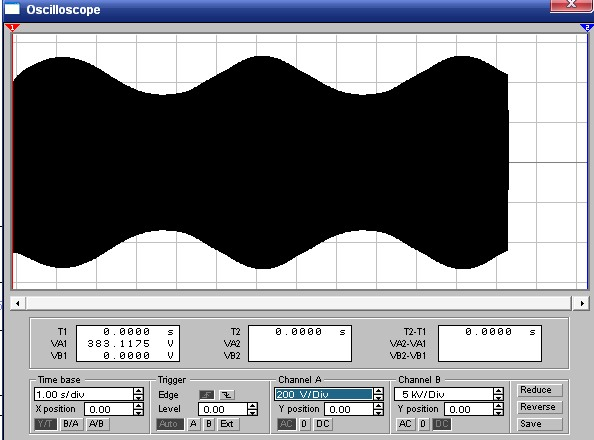 Oscilloscope
1 2
T1 0.0000 s T2 0.0000 s T2-T1 0.0000 s
VA1 383.1175 V VA2 VA2-VA1
VB1 0.0000 V VB2 VB2-VB1
Time base Trigger Channel A Channel B
1.00 s/div Edge 200 V/Div 5 kV/Div Reduce
X position 0.00 Level 0.00 Y position 0.00 Y position 0.00 Reverse
Y/T B/A A/B Auto A B Ext AC 0 DC AC 0 DC Save